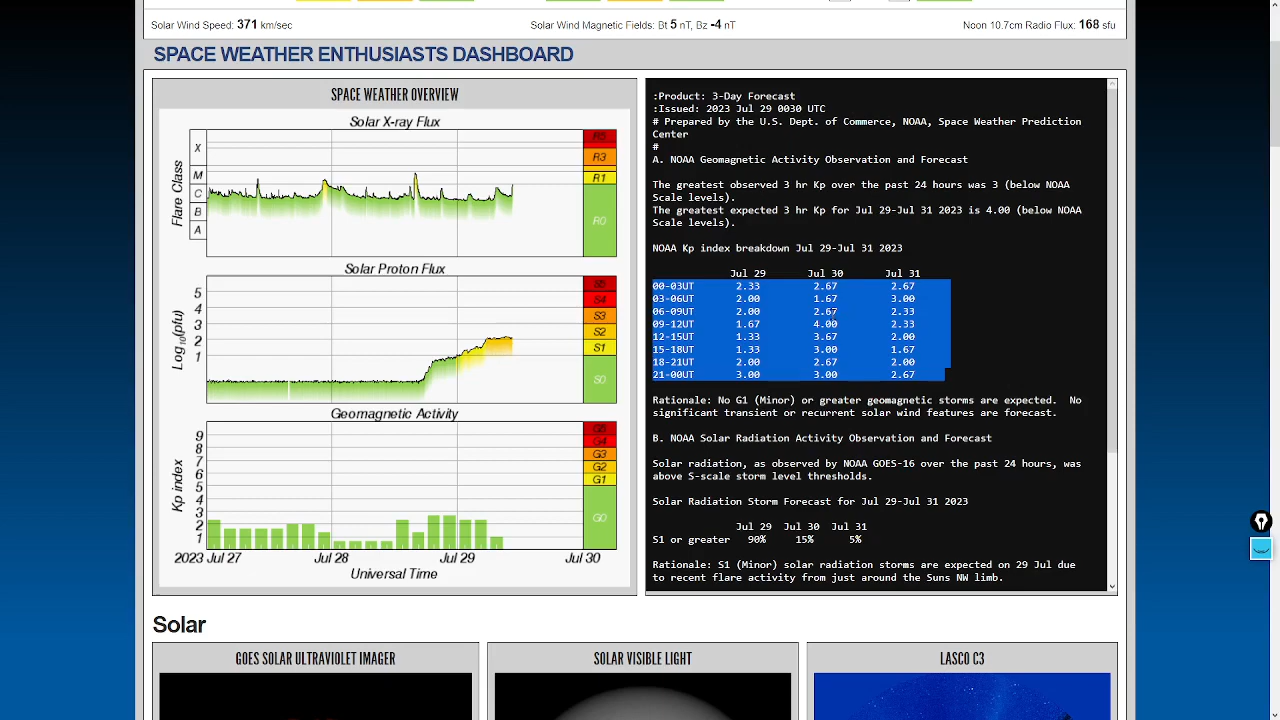 Solar Wind Speed: 371 km/sec
Solar Wind Magnetic Fields: Bt 5 nT, Bz -4 nT
Noon 10.7cm Radio Flux: 168 sfu
SPACE WEATHER ENTHUSIASTS DASHBOARD
SPACE WEATHER OVERVIEW
Solar X-ray Flux
Flare Class
X
M
C
B
A
R3
R1
R0
Solar Proton Flux
Log10(pfu)
5
4
3
2
1
S5
S4
S3
S2
S1
S0
Geomagnetic Activity
Kp index
9
8
7
6
5
4
3
2
1
G5
G4
G3
G2
G1
G0
2023 Jul 27
Jul 28
Jul 29
Jul 30
Universal Time
:Product: 3-Day Forecast
:Issued: 2023 Jul 29 0030 UTC
# Prepared by the U.S. Dept. of Commerce, NOAA, Space Weather Prediction
Center
#
A. NOAA Geomagnetic Activity Observation and Forecast
The greatest observed 3 hr Kp over the past 24 hours was 3 (below NOAA
Scale levels).
The greatest expected 3 hr Kp for Jul 29-Jul 31 2023 is 4.00 (below NOAA
Scale levels).
NOAA Kp index breakdown Jul 29-Jul 31 2023
Jul 29 Jul 30 Jul 31
00-03UT 2.33 2.67 2.67
03-06UT 2.00 1.67 3.00
06-09UT 2.00 2.67 2.33
09-12UT 1.67 4.00 2.33
12-15UT 1.33 3.67 2.00
15-18UT 1.33 3.00 1.67
18-21UT 2.00 2.67 2.00
21-00UT 3.00 3.00 2.67
Rationale: No G1 (Minor) or greater geomagnetic storms are expected. No
significant transient or recurrent solar wind features are forecast.
B. NOAA Solar Radiation Activity Observation and Forecast
Solar radiation, as observed by NOAA GOES-16 over the past 24 hours, was
above S-scale storm level thresholds.
Solar Radiation Storm Forecast for Jul 29-Jul 31 2023
Jul 29 Jul 30 Jul 31
S1 or greater 90% 15% 5%
Rationale: S1 (Minor) solar radiation storms are expected on 29 Jul due
to recent flare activity from just around the Suns NW limb.
Solar
GOES SOLAR ULTRAVIOLET IMAGER
SOLAR VISIBLE LIGHT
LASCO C3